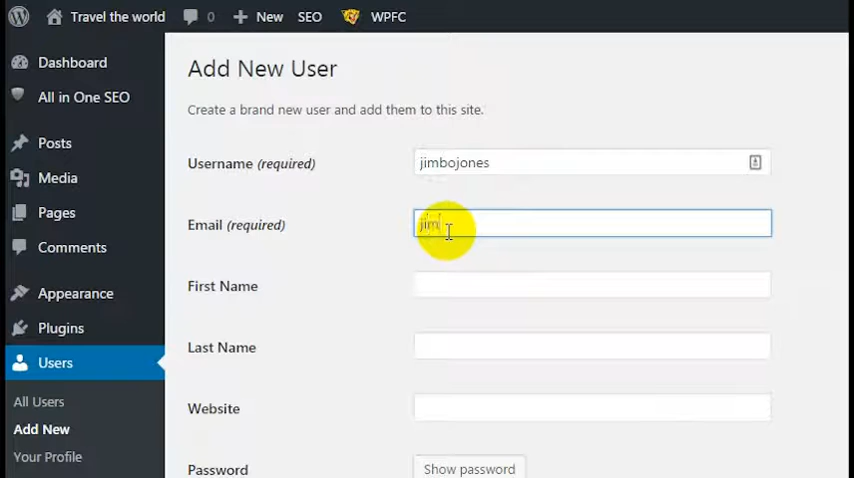 Travel the world 0 New SEO WPFC
Dashboard
All in One SEO
Posts
Media
Pages
Comments
Appearance
Plugins
Users
All Users
Add New
Your Profile
Add New User
Create a brand new user and add them to this site.
Username (required) jimbojones
Email (required) jim
First Name
Last Name
Website
Password Show password